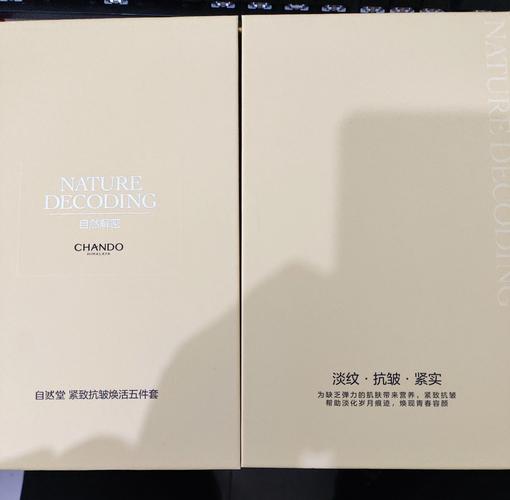 NATURE
DECODING
自然解密
CHANDO
HIMALAYA
自然堂 紧致抗皱焕活五件套
NATURE DECODING
淡纹·抗皱·紧实
为缺乏弹力的肌肤带来营养，紧致抗皱
帮助淡化岁月痕迹，焕现青春容颜